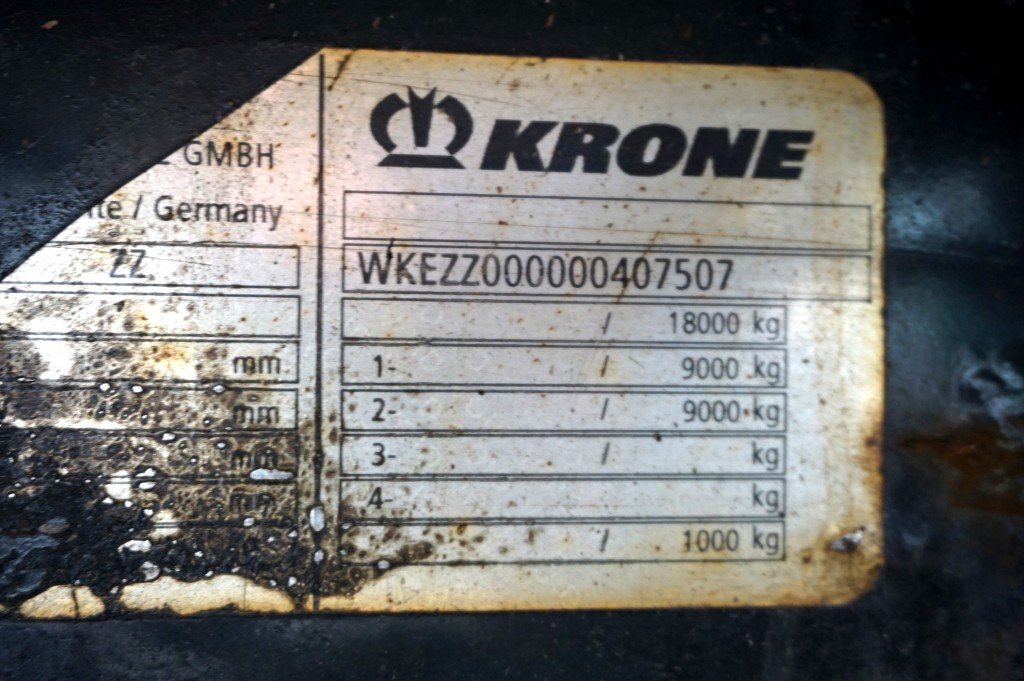 GMBH
/ Germany
ZZ
mm
mm
mm
mm
KRONE
WKEZZ000000407507
/ 18000 kg
1- / 9000 kg
2- / 9000 kg
3- / kg
4- kg
/ 1000 kg